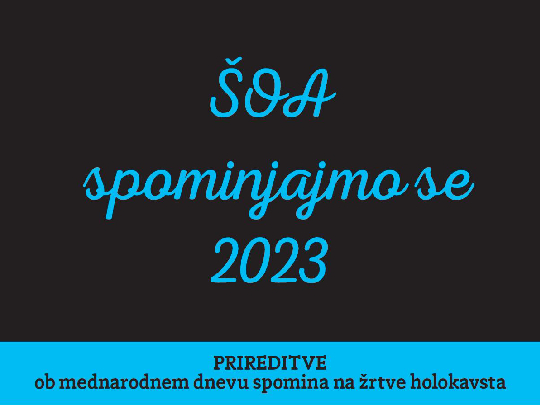 ŠOA
spominjajmo se
2023
PRIREDITVE
ob mednarodnem dnevu spomina na žrtve holokavsta